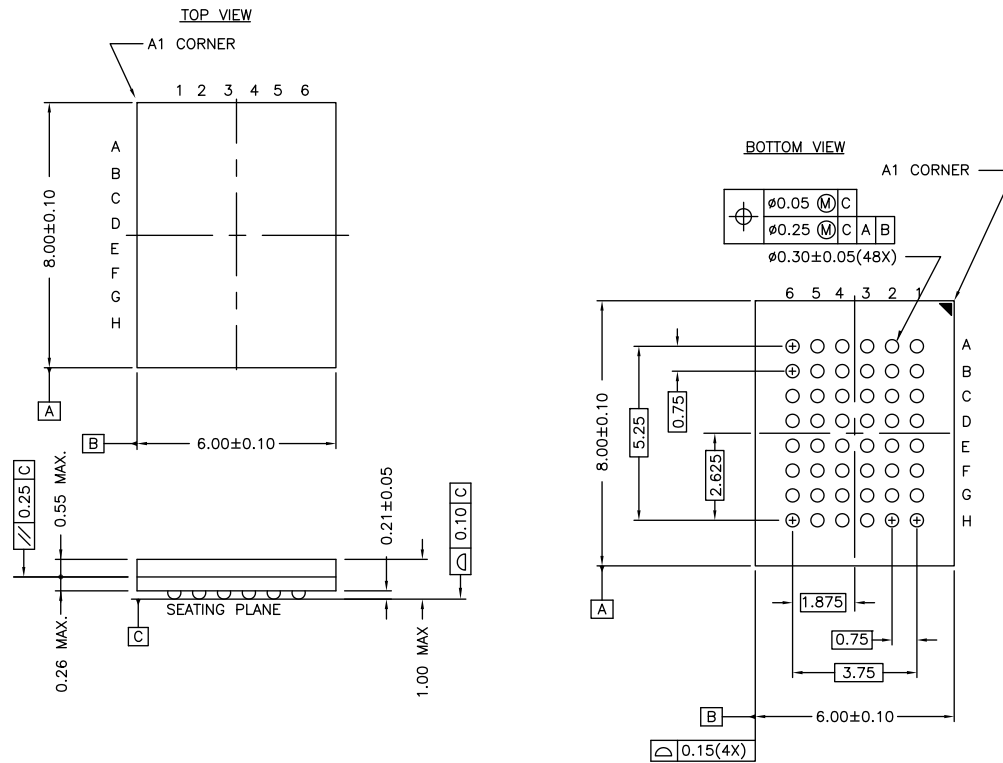 TOP VIEW
A1 CORNER
1 2 3 4 5 6
A
B
C
D
E
F
G
H
8.00±0.10
A
B
6.00±0.10
// 0.25 C
0.55 MAX.
0.21±0.05
⌓ 0.10 C
SEATING PLANE
C
0.26 MAX.
1.00 MAX
BOTTOM VIEW
A1 CORNER
⌖ ø0.05 Ⓜ C
ø0.25 Ⓜ C A B
ø0.30±0.05(48X)
6 5 4 3 2 1
A
B
C
D
E
F
G
H
8.00±0.10
5.25
0.75
2.625
A
1.875
0.75
3.75
B
6.00±0.10
⌓ 0.15(4X)